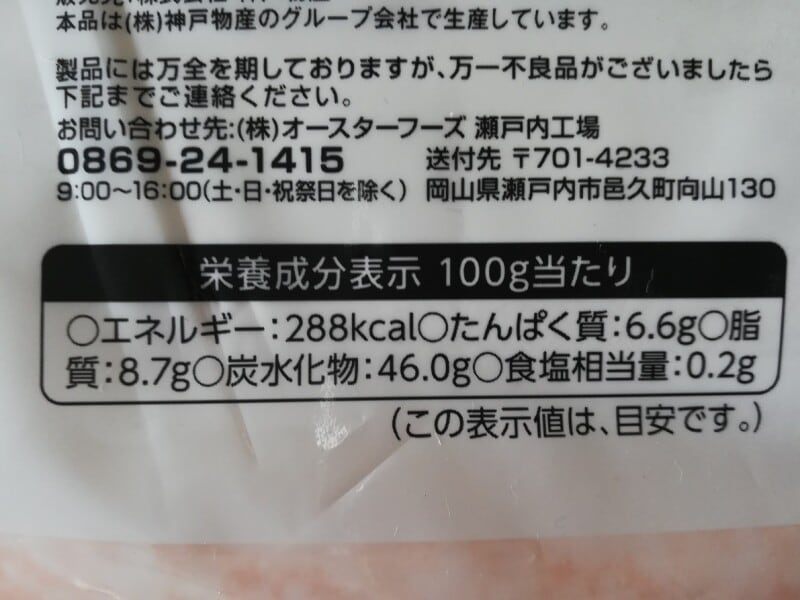 本品は(株)神戸物産のグループ会社で生産しています。
製品には万全を期しておりますが、万一不良品がございましたら
下記までご連絡ください。
お問い合わせ先:(株)オースターフーズ 瀬戸内工場
0869-24-1415 送付先 〒701-4233
9:00〜16:00(土・日・祝祭日を除く) 岡山県瀬戸内市邑久町向山130
栄養成分表示 100g当たり
○エネルギー:288kcal○たんぱく質:6.6g○脂
質:8.7g○炭水化物:46.0g○食塩相当量:0.2g
(この表示値は、目安です。)